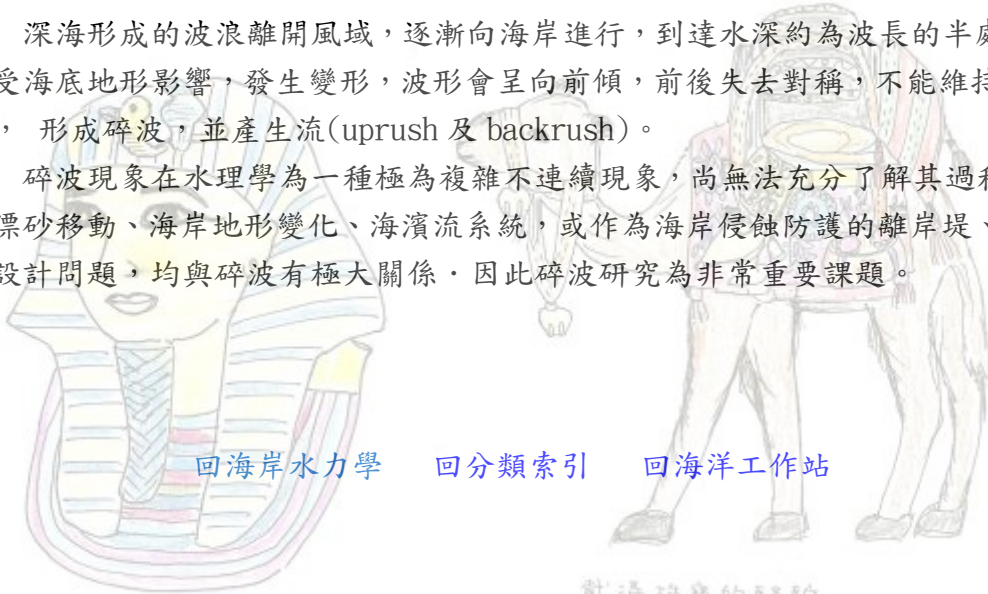 深海形成的波浪離開風域，逐漸向海岸進行，到達水深約為波長的半處
受海底地形影響，發生變形，波形會呈向前傾，前後失去對稱，不能維持
， 形成碎波，並產生流(uprush 及 backrush)。
碎波現象在水理學為一種極為複雜不連續現象，尚無法充分了解其過程
漂砂移動、海岸地形變化、海濱流系統，或作為海岸侵蝕防護的離岸堤、
設計問題，均與碎波有極大關係．因此碎波研究為非常重要課題。
回海岸水力學 回分類索引 回海洋工作站